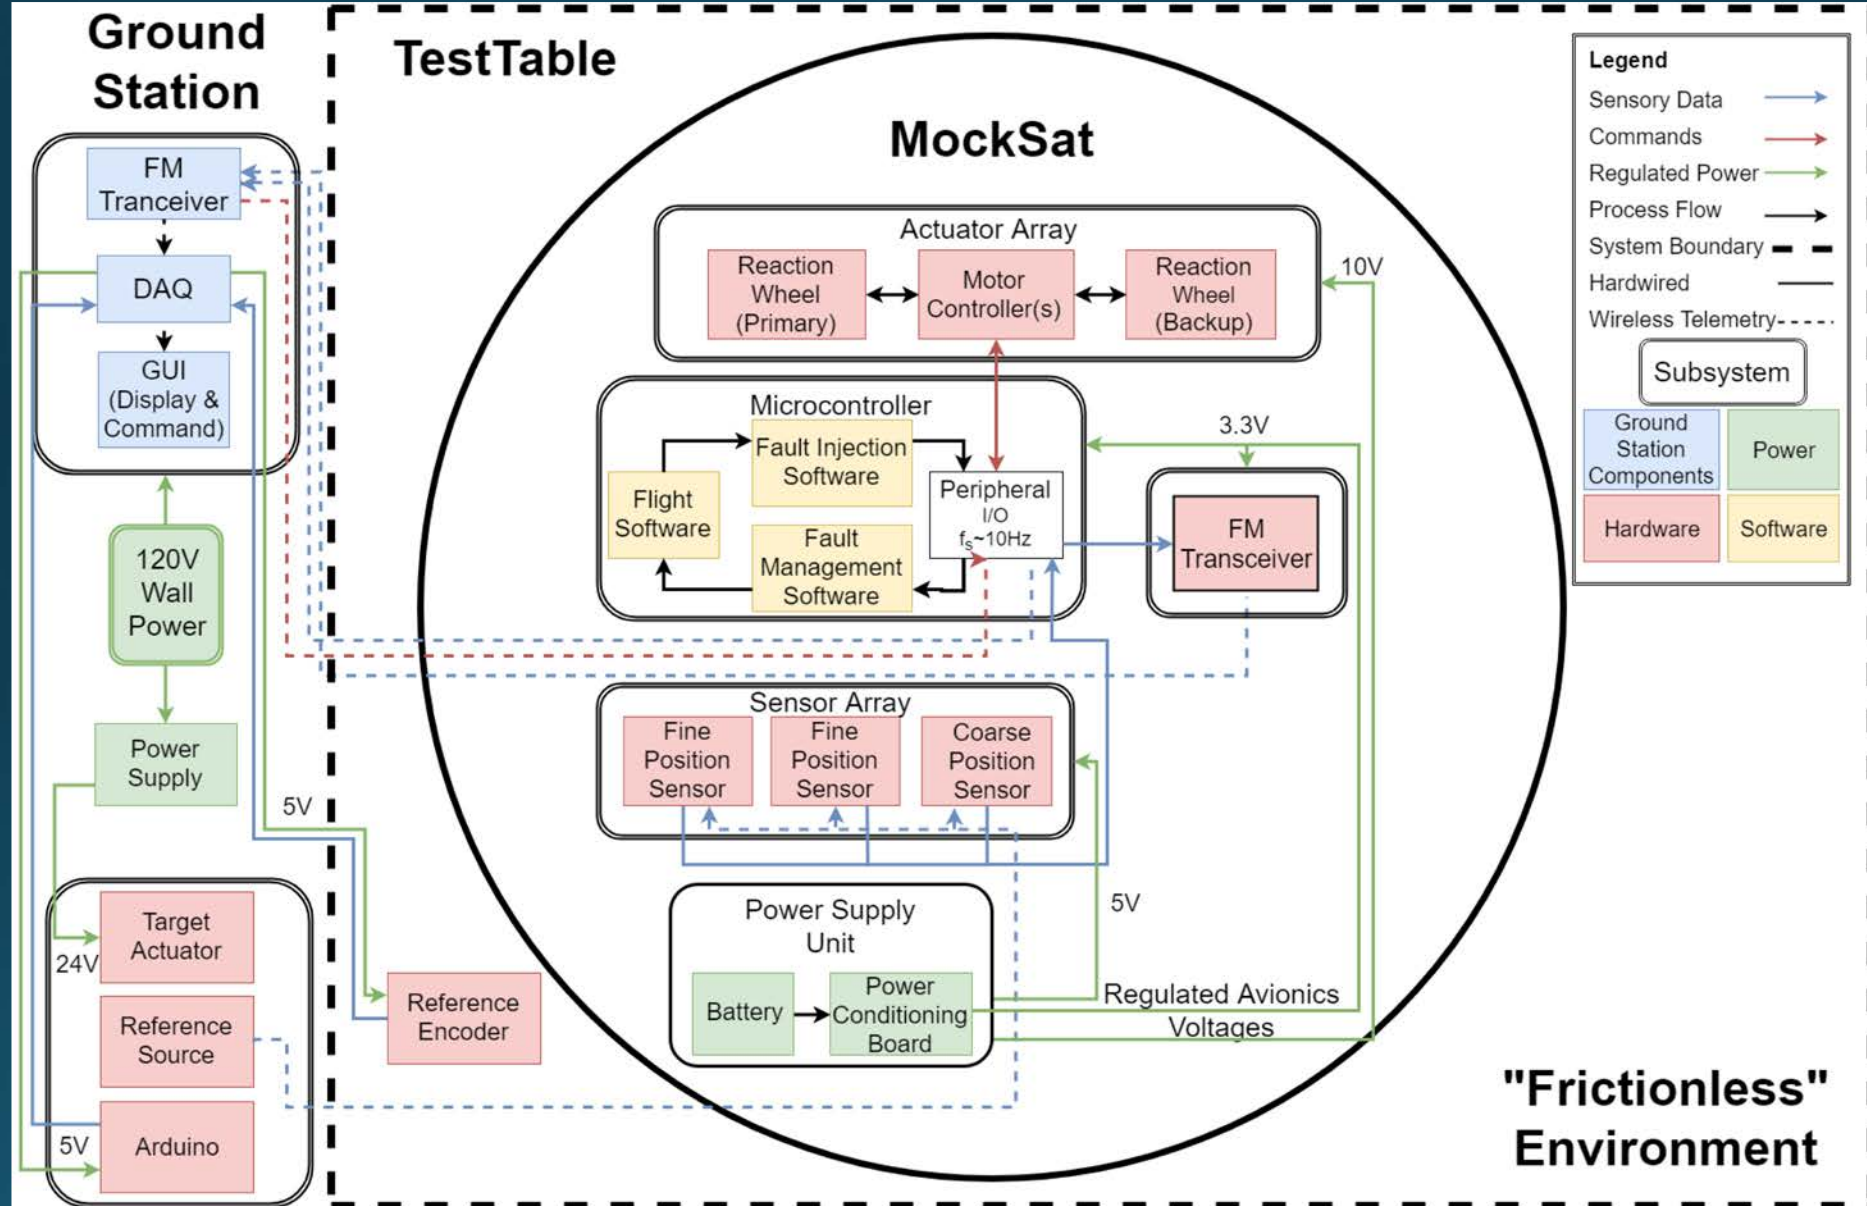 Ground
Station
TestTable
MockSat
FM
Tranceiver
DAQ
GUI
(Display &
Command)
120V
Wall
Power
Power
Supply
5V
Target
Actuator
24V
Reference
Source
Arduino
5V
Reference
Encoder
Actuator Array
Reaction
Wheel
(Primary)
Motor
Controller(s)
Reaction
Wheel
(Backup)
10V
Microcontroller
Fault Injection
Software
Flight
Software
Fault
Management
Software
Peripheral
I/O
fs~10Hz
3.3V
FM
Transceiver
Sensor Array
Fine
Position
Sensor
Fine
Position
Sensor
Coarse
Position
Sensor
5V
Power Supply
Unit
Battery
Power
Conditioning
Board
Regulated Avionics
Voltages
"Frictionless"
Environment
Legend
Sensory Data
Commands
Regulated Power
Process Flow
System Boundary
Hardwired
Wireless Telemetry
Subsystem
Ground
Station
Components
Power
Hardware
Software